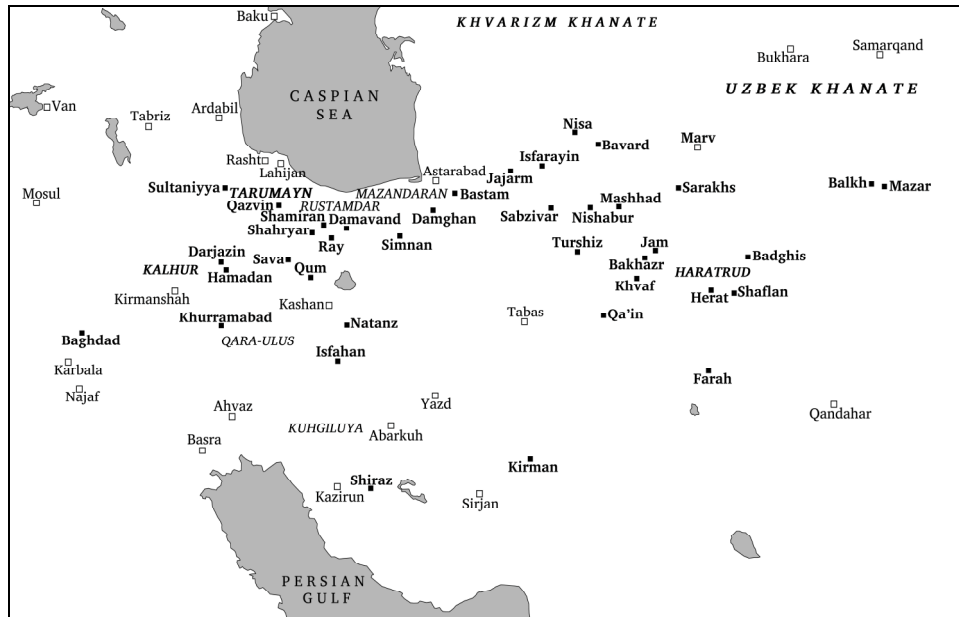 Baku
KHVARIZM KHANATE
Samarqand
Bukhara
UZBEK KHANATE
CASPIAN
SEA
Van
Tabriz
Ardabil
Nisa
Bavard
Marv
Isfarayin
Rasht
Lahijan
Astarabad
Jajarm
Mosul
Sultaniyya
TARUMAYN
MAZANDARAN
Bastam
Sarakhs
Balkh
Mazar
Qazvin
RUSTAMDAR
Mashhad
Shamiran
Damavand
Damghan
Sabzivar
Nishabur
Shahryar
Ray
Simnan
Turshiz
Jam
Darjazin
Sava
Bakhazr
Badghis
KALHUR
Hamadan
Qum
HARATRUD
Khvaf
Kirmanshah
Kashan
Tabas
Herat
Shaflan
Khurramabad
Natanz
Qa'in
Baghdad
QARA-ULUS
Isfahan
Karbala
Farah
Najaf
Ahvaz
Yazd
Qandahar
KUHGILUYA
Abarkuh
Basra
Kirman
Shiraz
Kazirun
Sirjan
PERSIAN
GULF